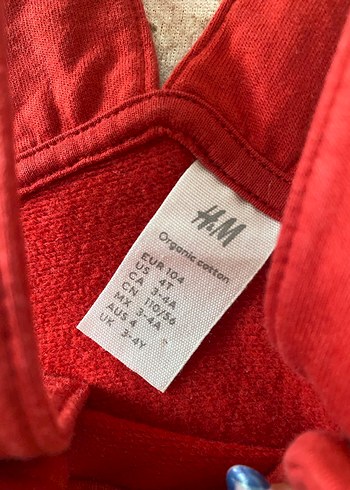 H&M
Organic cotton
EUR 104
US 4T
CA 3-4A
CN 110/56
MX 3-4A
AUS 4
UK 3-4Y